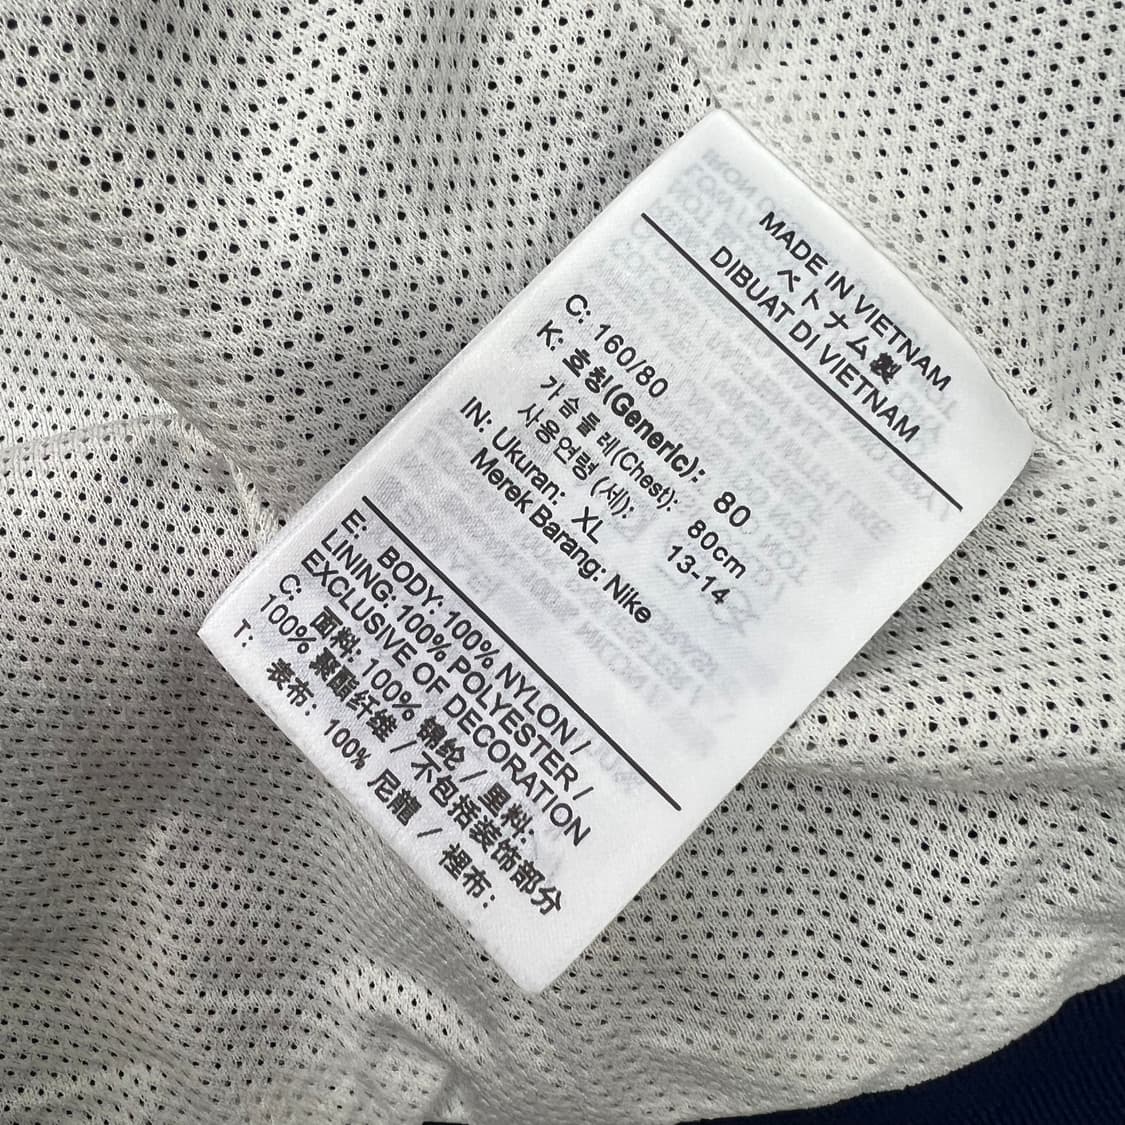 MADE IN VIETNAM
ベトナム製
DIBUAT DI VIETNAM
C: 160/80
K: 호칭(Generic): 80
가슴둘레(Chest): 80cm
사용연령 (세): 13-14
IN: Ukuran: XL
Merek Barang: Nike
E: BODY: 100% NYLON /
LINING: 100% POLYESTER /
EXCLUSIVE OF DECORATION
C: 面料: 100% 锦纶 / 里料:
100% 聚酯纤维 / 不包括装饰部分
T: 表布: 100% 尼龍 / 裡布: